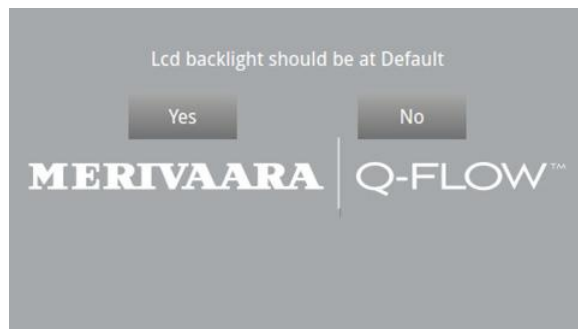 Lcd backlight should be at Default
Yes No
MERIVAARA Q-FLOW™